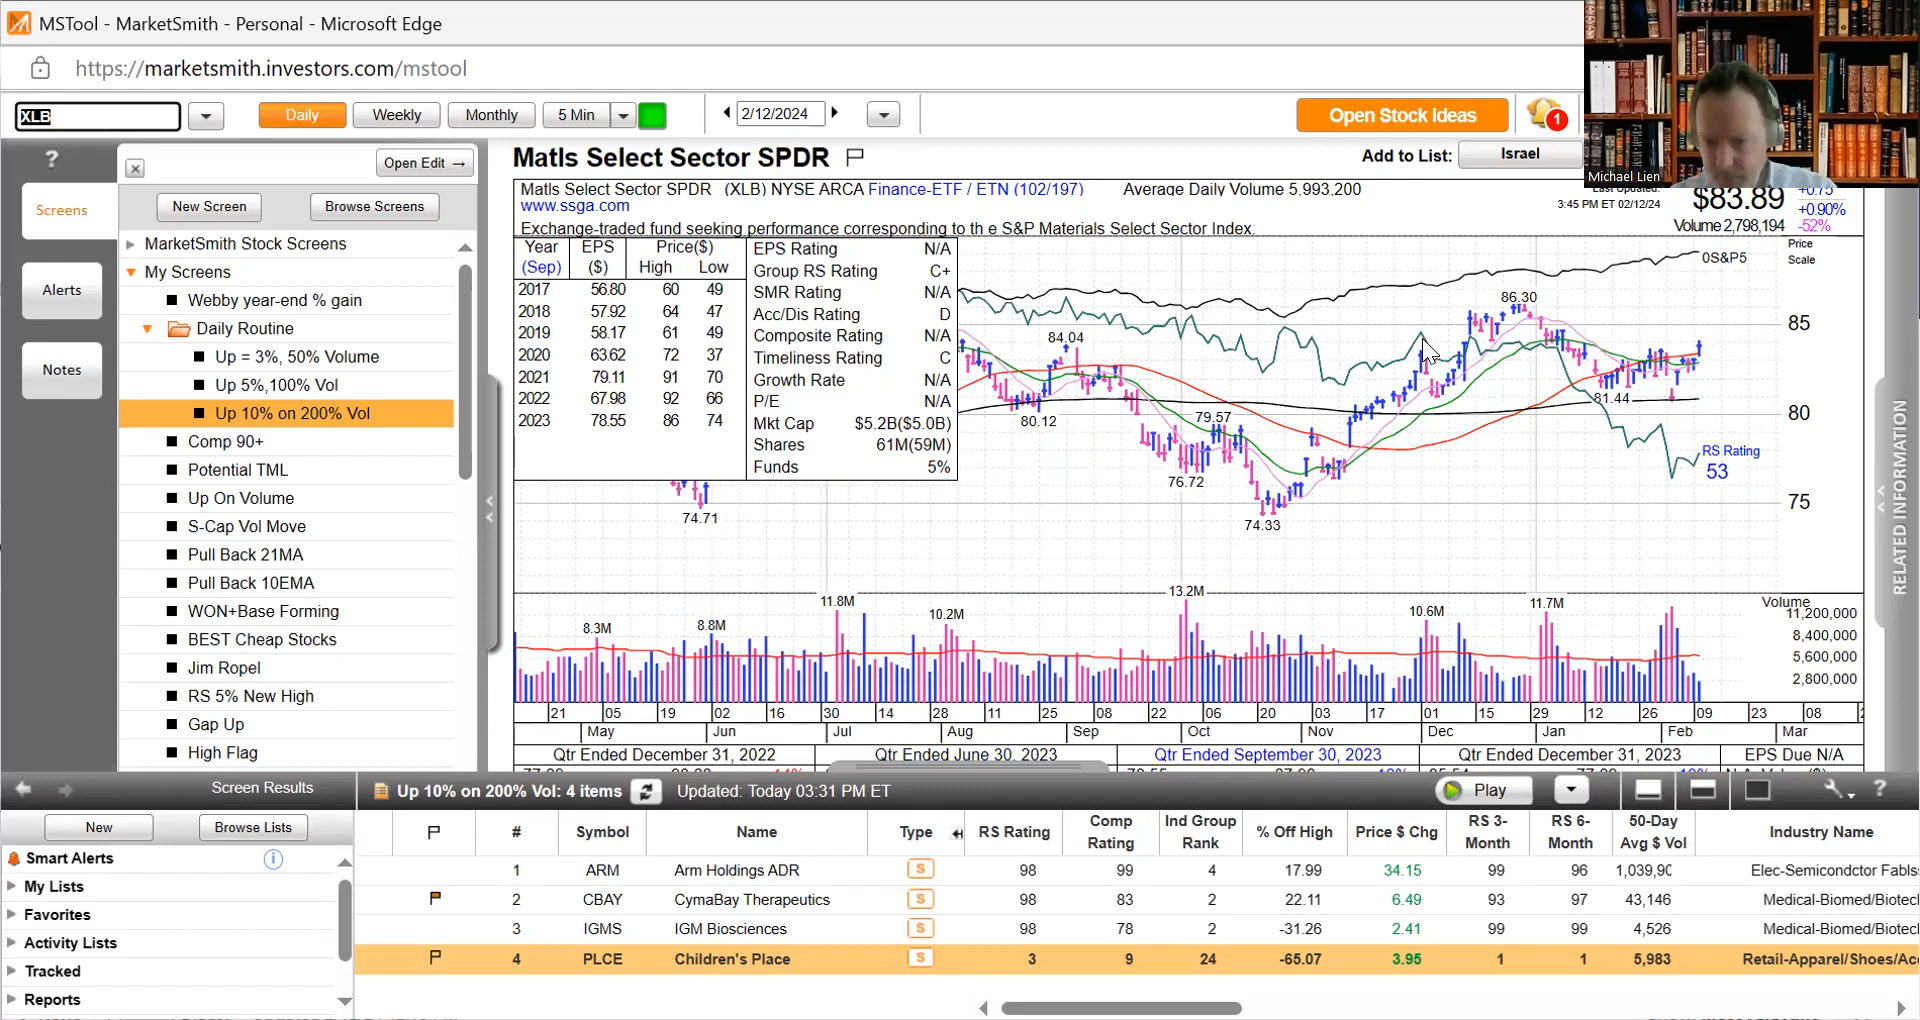 MSTool - MarketSmith - Personal - Microsoft Edge
https://marketsmith.investors.com/mstool
XLB
Daily
Weekly
Monthly
5 Min
2/12/2024
Open Stock Ideas
1
Michael Lien
?
Screens
Alerts
Notes
Open Edit →
New Screen
Browse Screens
MarketSmith Stock Screens
My Screens
Webby year-end % gain
Daily Routine
Up = 3%, 50% Volume
Up 5%,100% Vol
Up 10% on 200% Vol
Comp 90+
Potential TML
Up On Volume
S-Cap Vol Move
Pull Back 21MA
Pull Back 10EMA
WON+Base Forming
BEST Cheap Stocks
Jim Ropel
RS 5% New High
Gap Up
High Flag
Matls Select Sector SPDR
Add to List:
Israel
Matls Select Sector SPDR (XLB) NYSE ARCA Finance-ETF / ETN (102/197) Average Daily Volume 5,993,200
www.ssga.com
Exchange-traded fund seeking performance corresponding to th e S&P Materials Select Sector Index.
Last Updated:
3:45 PM ET 02/12/24
$83.89
+0.75
+0.90%
Volume 2,798,194 -52%
Year EPS Price($)
(Sep) ($) High Low
2017 56.80 60 49
2018 57.92 64 47
2019 58.17 61 49
2020 63.62 72 37
2021 79.11 91 70
2022 67.98 92 66
2023 78.55 86 74
EPS Rating N/A
Group RS Rating C+
SMR Rating N/A
Acc/Dis Rating D
Composite Rating N/A
Timeliness Rating C
Growth Rate N/A
P/E N/A
Mkt Cap $5.2B($5.0B)
Shares 61M(59M)
Funds 5%
Price
Scale
0S&P5
86.30
84.04
85
80.12
79.57
81.44
80
76.72
74.71
74.33
75
RS Rating
53
Volume
11,200,000
8,400,000
5,600,000
2,800,000
8.3M
8.8M
11.8M
10.2M
13.2M
10.6M
11.7M
21 05 19 02 16 30 14 28 11 25 08 22 06 20 03 17 01 15 29 12 26 09 23 08
May Jun Jul Aug Sep Oct Nov Dec Jan Feb Mar
Qtr Ended December 31, 2022
Qtr Ended June 30, 2023
Qtr Ended September 30, 2023
Qtr Ended December 31, 2023
EPS Due N/A
RELATED INFORMATION
Screen Results
Up 10% on 200% Vol: 4 items
Updated: Today 03:31 PM ET
Play
?
New
Browse Lists
Smart Alerts
i
My Lists
Favorites
Activity Lists
Tracked
Reports
# Symbol Name Type RS Rating Comp Rating Ind Group Rank % Off High Price $ Chg RS 3-Month RS 6-Month 50-Day Avg $ Vol Industry Name
1 ARM Arm Holdings ADR S 98 99 4 17.99 34.15 99 96 1,039,90 Elec-Semicondctor Fabls
2 CBAY CymaBay Therapeutics S 98 83 2 22.11 6.49 93 97 43,146 Medical-Biomed/Biotec
3 IGMS IGM Biosciences S 98 78 2 -31.26 2.41 99 99 4,526 Medical-Biomed/Biotec
4 PLCE Children's Place S 3 9 24 -65.07 3.95 1 1 5,983 Retail-Apparel/Shoes/Ac